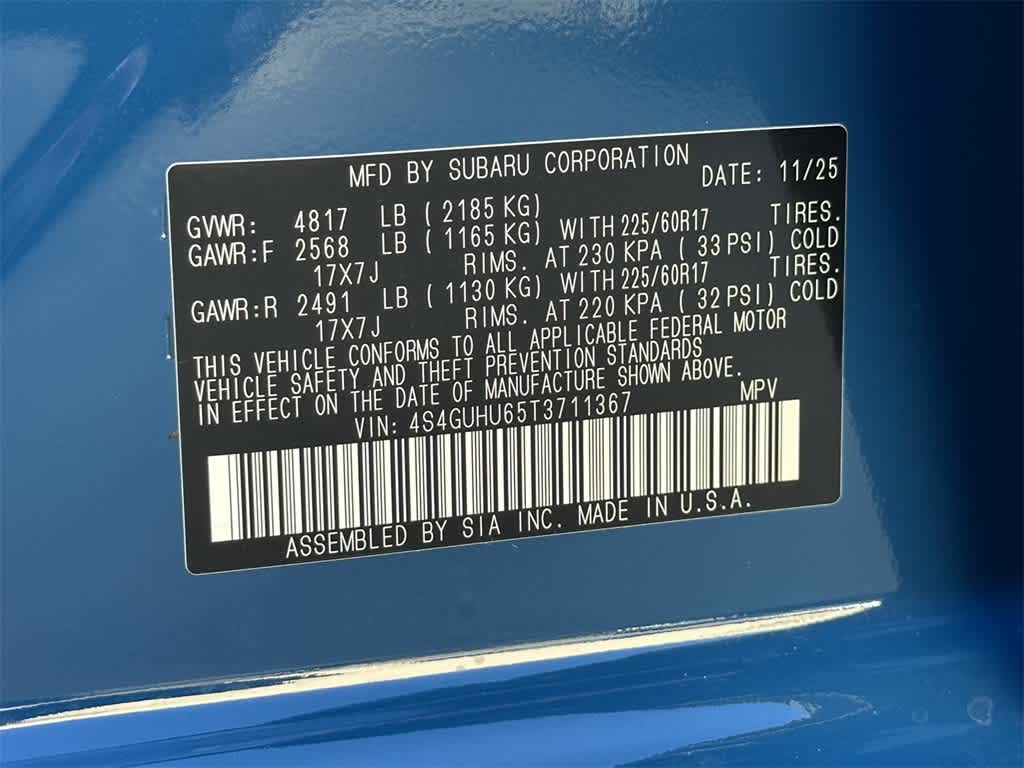 MFD BY SUBARU CORPORATION DATE: 11/25
GVWR: 4817 LB ( 2185 KG)
GAWR:F 2568 LB ( 1165 KG) WITH 225/60R17 TIRES.
17X7J RIMS. AT 230 KPA ( 33 PSI) COLD
GAWR:R 2491 LB ( 1130 KG) WITH 225/60R17 TIRES.
17X7J RIMS. AT 220 KPA ( 32 PSI) COLD
THIS VEHICLE CONFORMS TO ALL APPLICABLE FEDERAL MOTOR
VEHICLE SAFETY AND THEFT PREVENTION STANDARDS
IN EFFECT ON THE DATE OF MANUFACTURE SHOWN ABOVE.
VIN: 4S4GUHU65T3711367 MPV
ASSEMBLED BY SIA INC. MADE IN U.S.A.